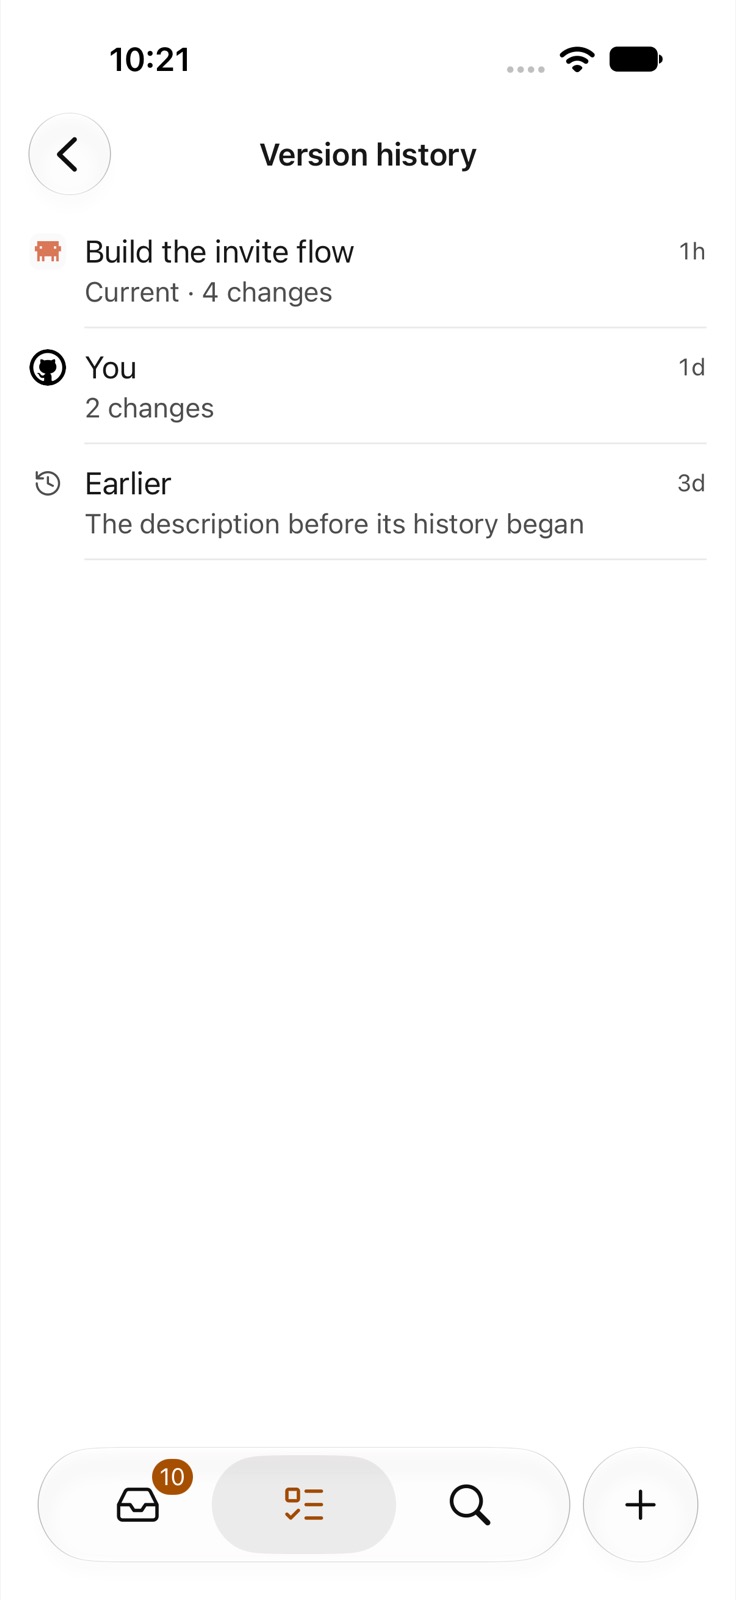 10:21
Version history
Build the invite flow
1h
Current · 4 changes
You
1d
2 changes
Earlier
3d
The description before its history began
10